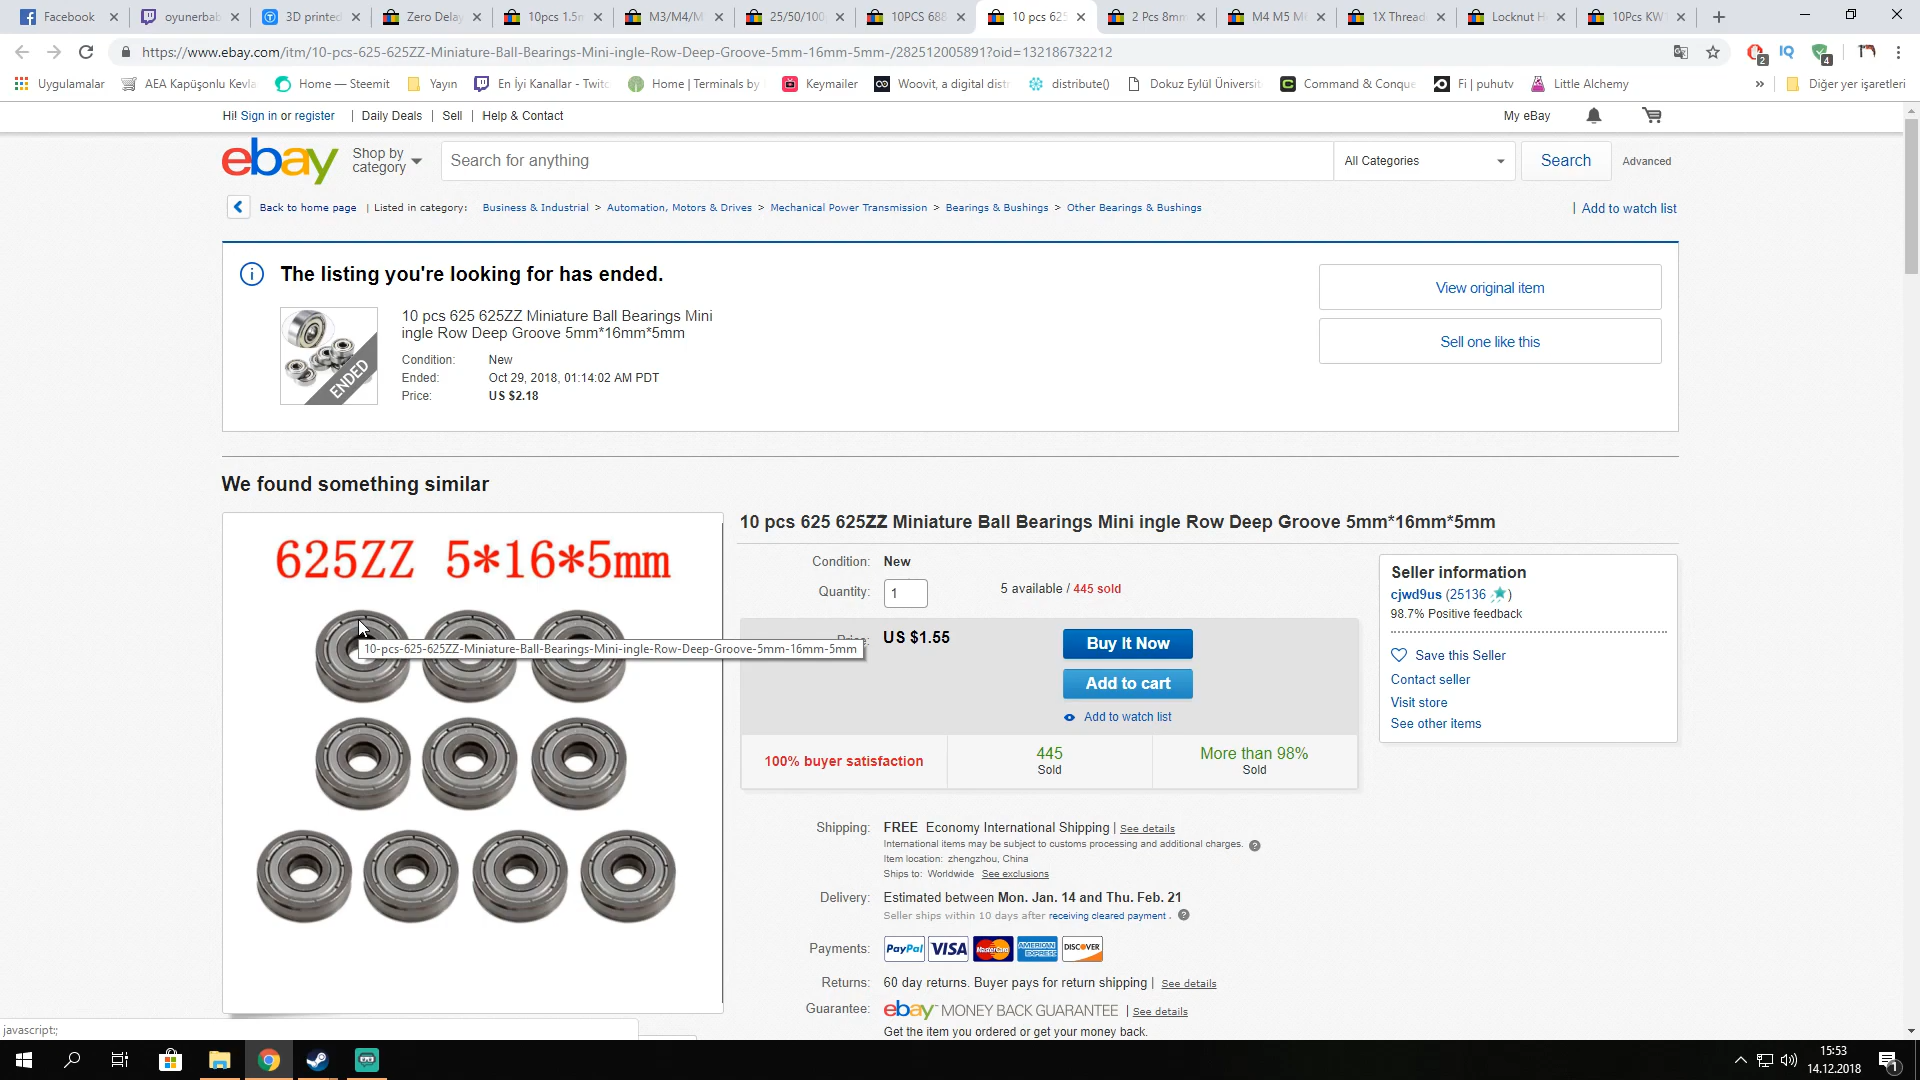 Facebook
oyunerbab
3D printed
Zero Delay
10pcs 1.5m
M3/M4/M
25/50/100
10PCS 688
10 pcs 625
2 Pcs 8mm
M4 M5 M
1X Thread
Locknut H
10Pcs KW1
https://www.ebay.com/itm/10-pcs-625-625ZZ-Miniature-Ball-Bearings-Mini-ingle-Row-Deep-Groove-5mm-16mm-5mm-/282512005891?oid=132186732212
2
IQ
4
Uygulamalar
AEA Kapüşonlu Kevla
Home — Steemit
Yayın
En İyi Kanallar - Twitc
Home | Terminals by
Keymailer
Woovit, a digital distr
distribute()
Dokuz Eylül Üniversit
Command & Conque
Fi | puhutv
Little Alchemy
»
Diğer yer işaretleri
Hi! Sign in or register | Daily Deals | Sell | Help & Contact
My eBay
ebay
Shop by
category
Search for anything
All Categories
Search
Advanced
Back to home page | Listed in category: Business & Industrial > Automation, Motors & Drives > Mechanical Power Transmission > Bearings & Bushings > Other Bearings & Bushings
| Add to watch list
The listing you're looking for has ended.
View original item
Sell one like this
ENDED
10 pcs 625 625ZZ Miniature Ball Bearings Mini
ingle Row Deep Groove 5mm*16mm*5mm
Condition: New
Ended: Oct 29, 2018, 01:14:02 AM PDT
Price: US $2.18
We found something similar
625ZZ 5*16*5mm
10-pcs-625-625ZZ-Miniature-Ball-Bearings-Mini-ingle-Row-Deep-Groove-5mm-16mm-5mm
10 pcs 625 625ZZ Miniature Ball Bearings Mini ingle Row Deep Groove 5mm*16mm*5mm
Condition: New
Quantity: 1 5 available / 445 sold
Price: US $1.55
Buy It Now
Add to cart
Add to watch list
100% buyer satisfaction
445
Sold
More than 98%
Sold
Seller information
cjwd9us (25136 )
98.7% Positive feedback
Save this Seller
Contact seller
Visit store
See other items
Shipping: FREE Economy International Shipping | See details
International items may be subject to customs processing and additional charges. ?
Item location: zhengzhou, China
Ships to: Worldwide See exclusions
Delivery: Estimated between Mon. Jan. 14 and Thu. Feb. 21
Seller ships within 10 days after receiving cleared payment . ?
Payments: PayPal VISA MasterCard AMERICAN EXPRESS DISCOVER
Returns: 60 day returns. Buyer pays for return shipping | See details
Guarantee: ebay MONEY BACK GUARANTEE | See details
Get the item you ordered or get your money back.
javascript:;
15:53
14.12.2018
1